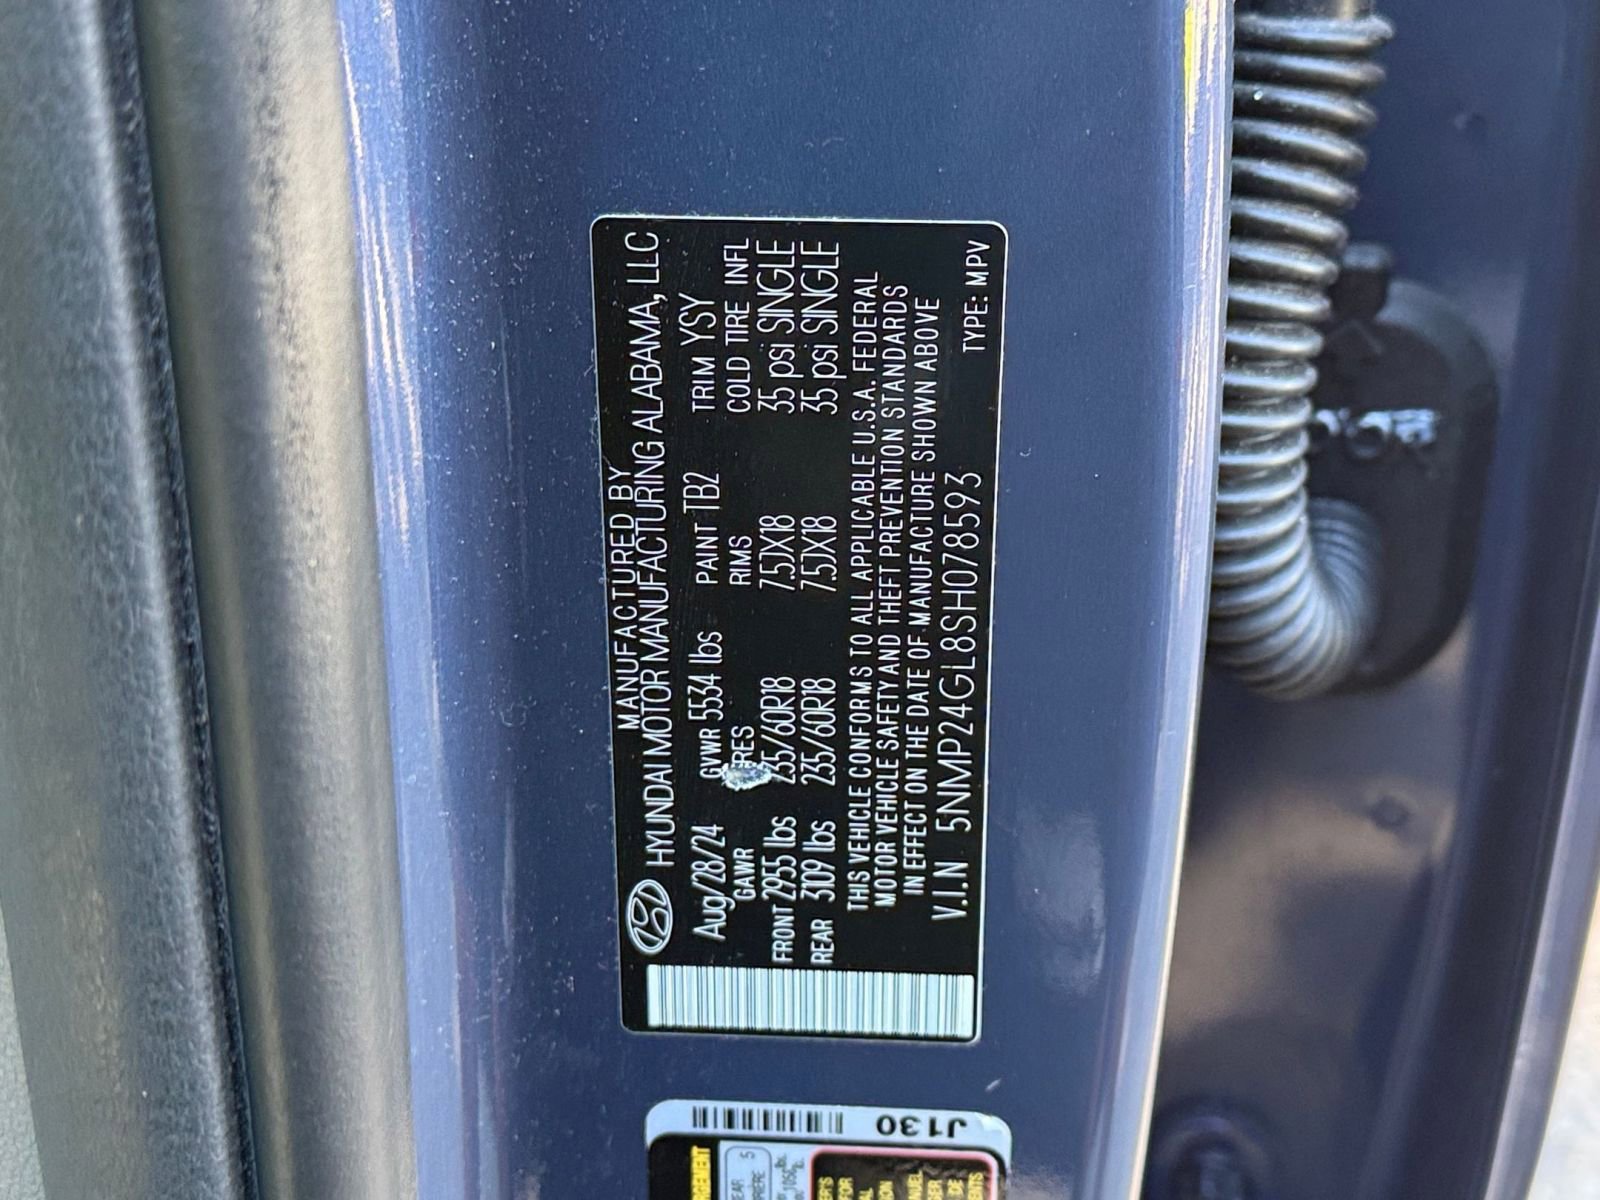 MANUFACTURED BY
HYUNDAI MOTOR MANUFACTURING ALABAMA, LLC
Aug/28/24 GVWR 5534 lbs PAINT TB2 TRIM YSY
GAWR RES RIMS COLD TIRE INFL
FRONT 2955 lbs 235/60R18 7.5JX18 35 psi SINGLE
REAR 3109 lbs 235/60R18 7.5JX18 35 psi SINGLE
THIS VEHICLE CONFORMS TO ALL APPLICABLE U.S.A. FEDERAL
MOTOR VEHICLE SAFETY AND THEFT PREVENTION STANDARDS
IN EFFECT ON THE DATE OF MANUFACTURE SHOWN ABOVE
V.I.N 5NMP24GL8SH078593
TYPE: MPV
J130